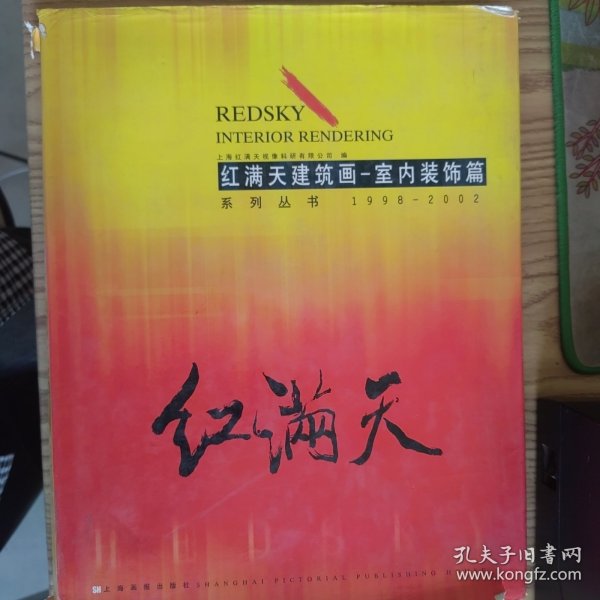 REDSKY
INTERIOR RENDERING
上海红满天视像科研有限公司 编
红满天建筑画-室内装饰篇
系列丛书 1998-2002
红满天
SH 上海画报出版社 SHANGHAI PICTORIAL PUBLISHING
孔夫子旧书网
www.kongfz.com